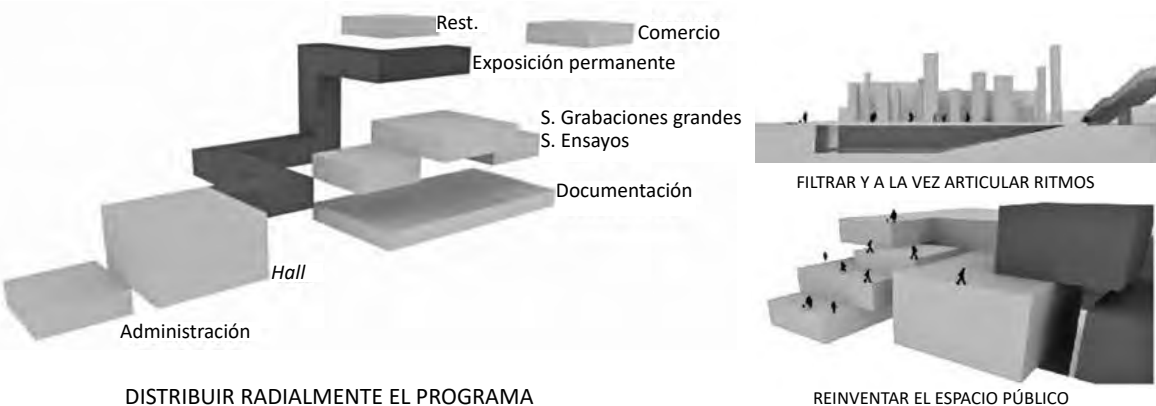 Rest.
Comercio
Exposición permanente
S. Grabaciones grandes
S. Ensayos
Documentación
Hall
Administración
DISTRIBUIR RADIALMENTE EL PROGRAMA
FILTRAR Y A LA VEZ ARTICULAR RITMOS
REINVENTAR EL ESPACIO PÚBLICO